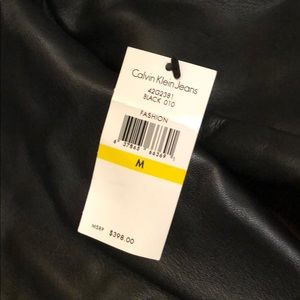 Calvin Klein Jeans
42G2381
BLACK 010
FASHION
M
MSRP $398.00